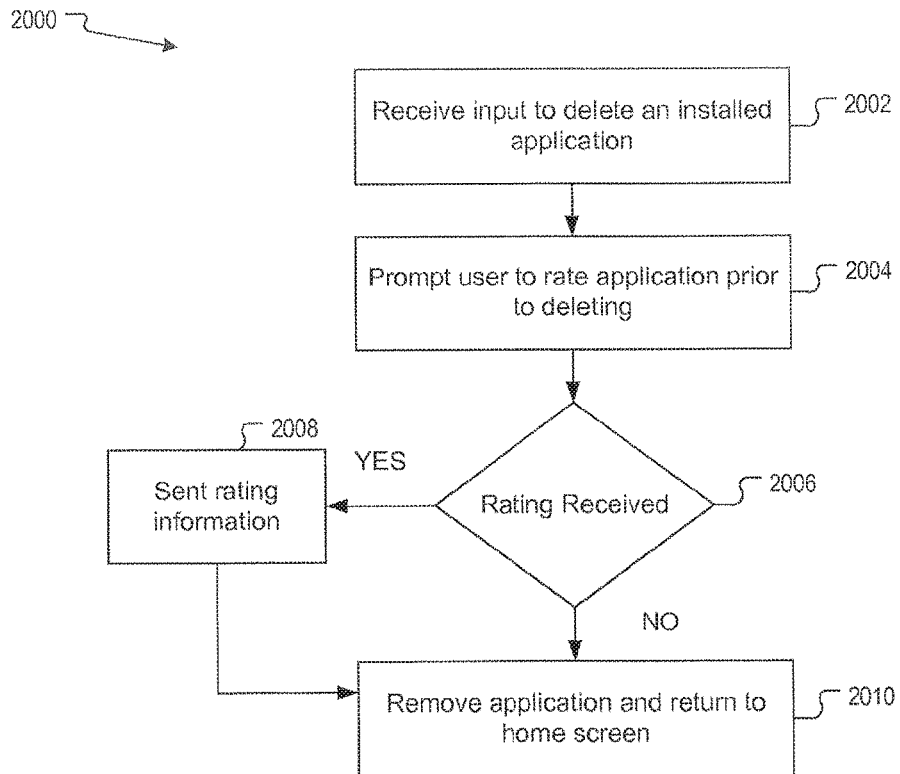 2000
Receive input to delete an installed
application
2002
Prompt user to rate application prior
to deleting
2004
2008
YES
Sent rating
information
Rating Received
2006
NO
Remove application and return to
home screen
2010